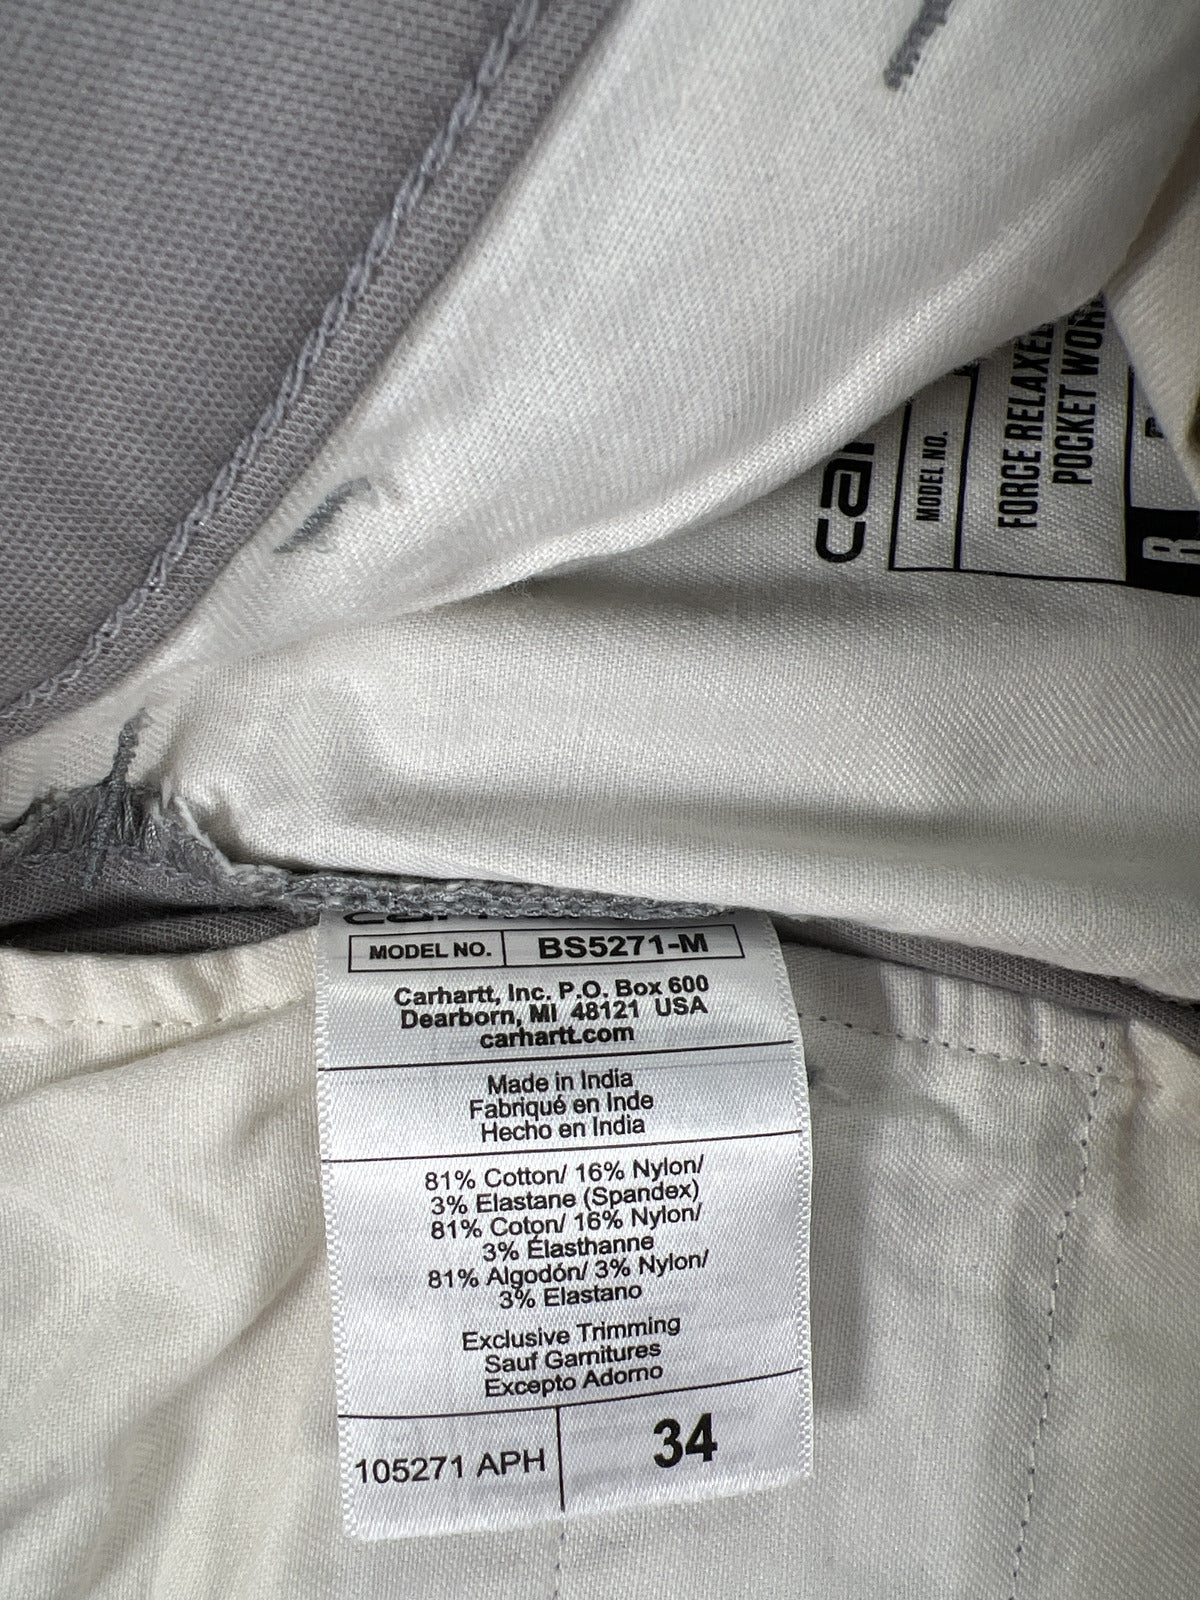 MODEL NO.
FORCE RELAXED
POCKET
R
MODEL NO. BS5271-M
Carhartt, Inc. P.O. Box 600
Dearborn, MI 48121 USA
carhartt.com
Made in India
Fabriqué en Inde
Hecho en India
81% Cotton/ 16% Nylon/
3% Elastane (Spandex)
81% Coton/ 16% Nylon/
3% Élasthanne
81% Algodón/ 3% Nylon/
3% Elastano
Exclusive Trimming
Sauf Garnitures
Excepto Adorno
105271 APH 34